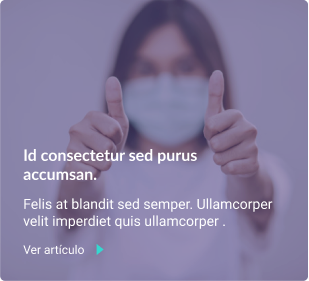 Id consectetur sed purus
accumsan.
Felis at blandit sed semper. Ullamcorper
velit imperdiet quis ullamcorper .
Ver artículo